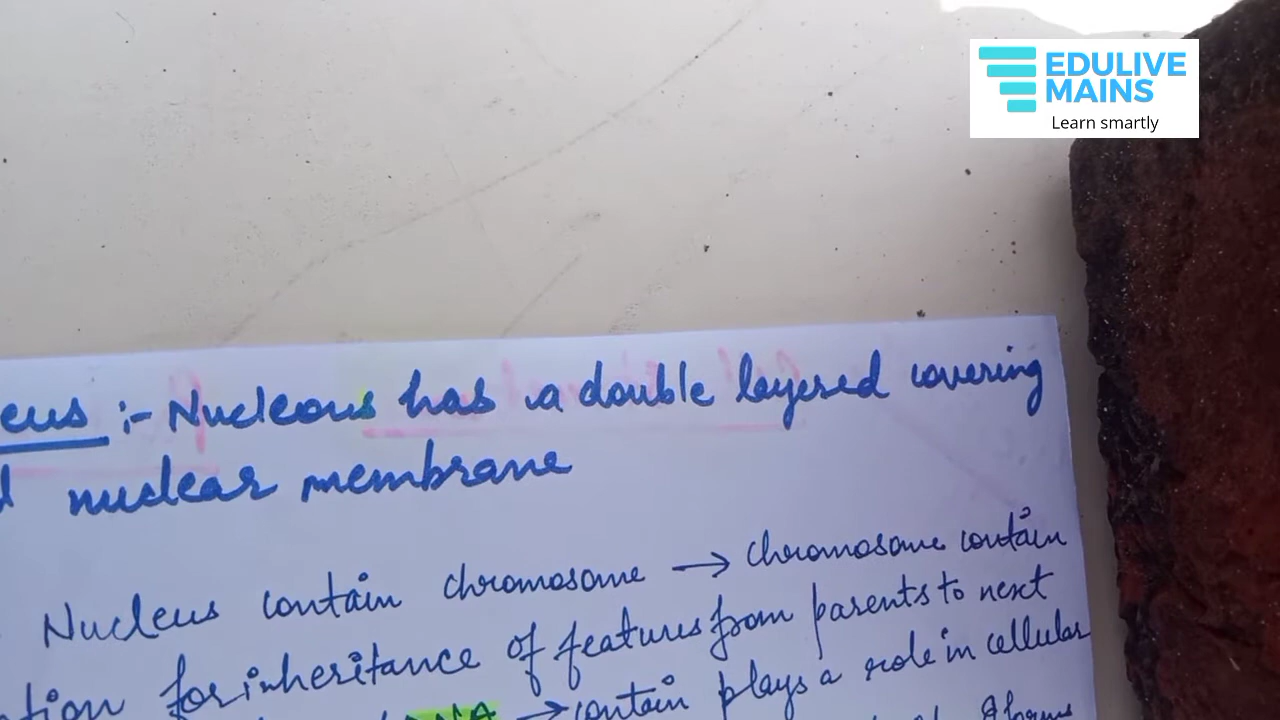 EDULIVE
MAINS
Learn smartly
eus :- Nucleous has a double layered covering
nuclear membrane
Nucleus contain chromosome → chromosome contain
tion for inheritance of features from parents to next
→ contain plays a role in cellular